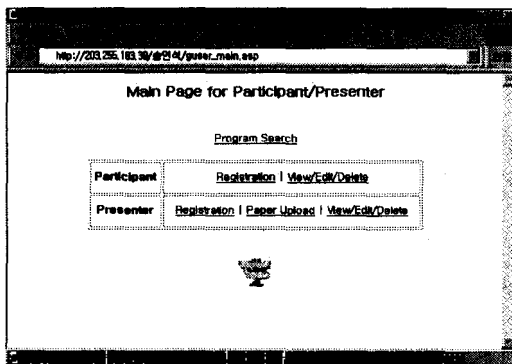 Main Page for Participant/Presenter
Program Search
Participant Registration | View/Edit/Delete
Presenter Registration | Paper Upload | View/Edit/Delete